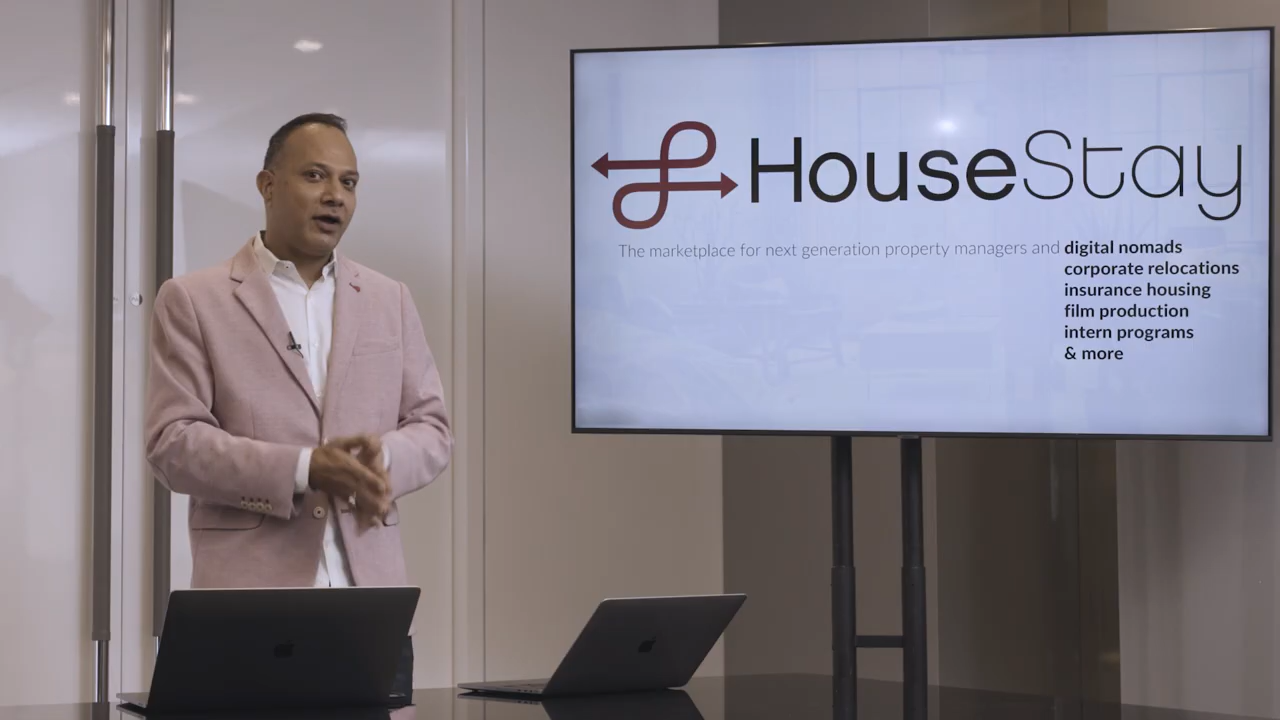 HouseStay
The marketplace for next generation property managers and digital nomads
corporate relocations
insurance housing
film production
intern programs
& more